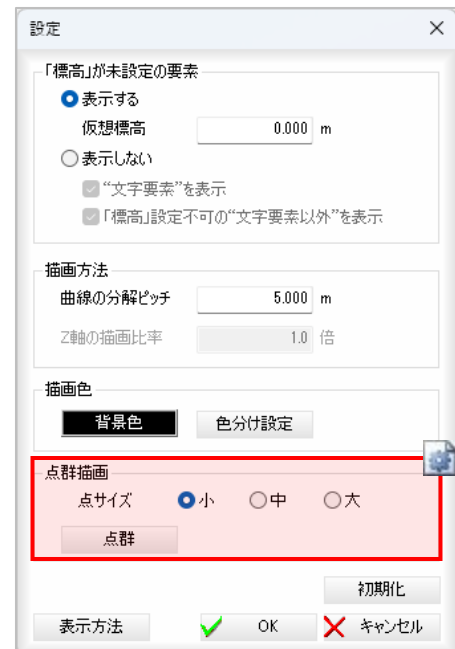 設定
「標高」が未設定の要素
表示する
仮想標高 0.000 m
表示しない
“文字要素”を表示
「標高」設定不可の“文字要素以外”を表示
描画方法
曲線の分解ピッチ 5.000 m
Z軸の描画比率 1.0 倍
描画色
背景色 色分け設定
点群描画
点サイズ 小 中 大
点群
初期化
表示方法 OK キャンセル